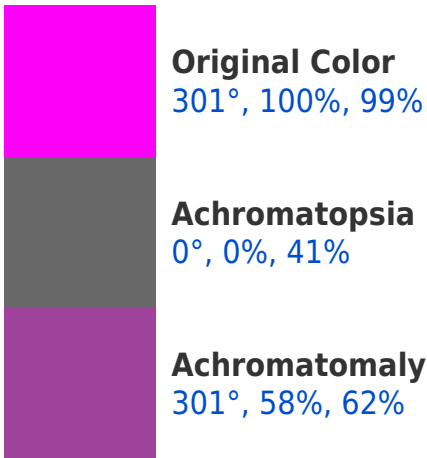 Original Color
301°, 100%, 99%
Achromatopsia
0°, 0%, 41%
Achromatomaly
301°, 58%, 62%